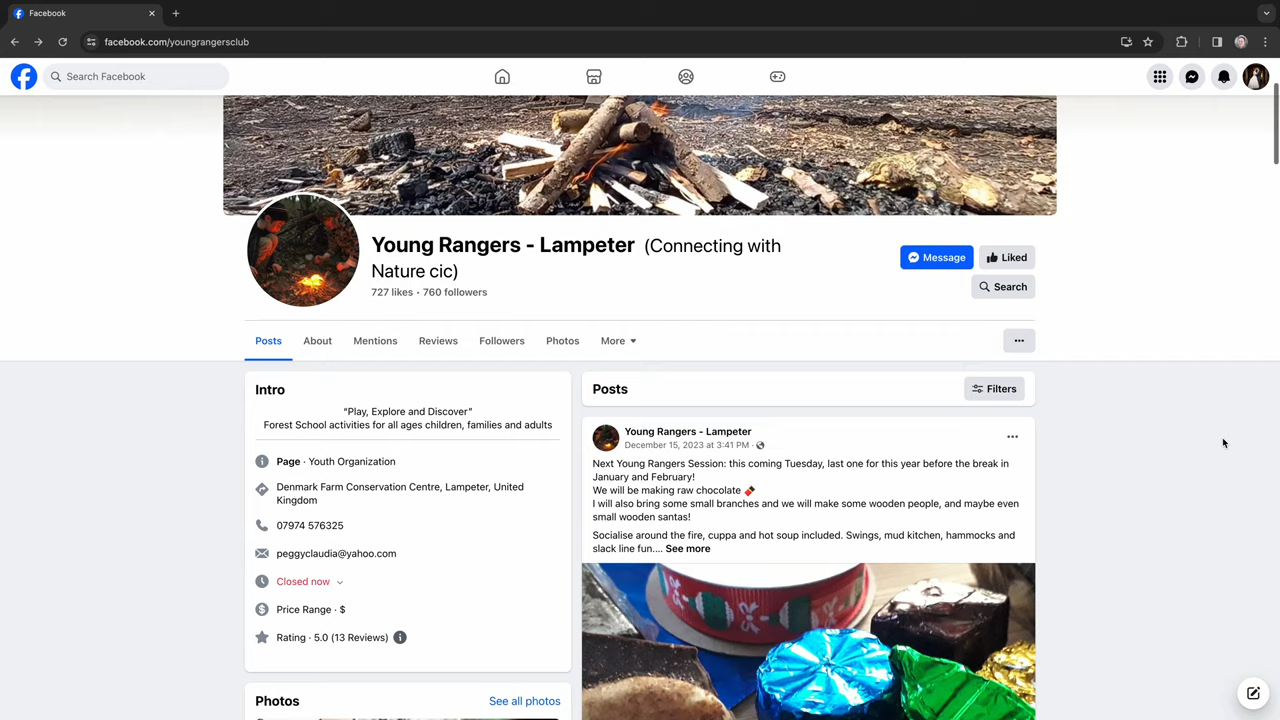 Facebook
facebook.com/youngrangersclub
Search Facebook
Young Rangers - Lampeter (Connecting with
Nature cic)
727 likes • 760 followers
Message
Liked
Search
Posts
About
Mentions
Reviews
Followers
Photos
More
Intro
“Play, Explore and Discover”
Forest School activities for all ages children, families and adults
Page · Youth Organization
Denmark Farm Conservation Centre, Lampeter, United
Kingdom
07974 576325
peggyclaudia@yahoo.com
Closed now
Price Range · $
Rating · 5.0 (13 Reviews)
Photos
See all photos
Posts
Filters
Young Rangers - Lampeter
December 15, 2023 at 3:41 PM ·
Next Young Rangers Session: this coming Tuesday, last one for this year before the break in
January and February!
We will be making raw chocolate 🍫
I will also bring some small branches and we will make some wooden people, and maybe even
small wooden santas!
Socialise around the fire, cuppa and hot soup included. Swings, mud kitchen, hammocks and
slack line fun.... See more